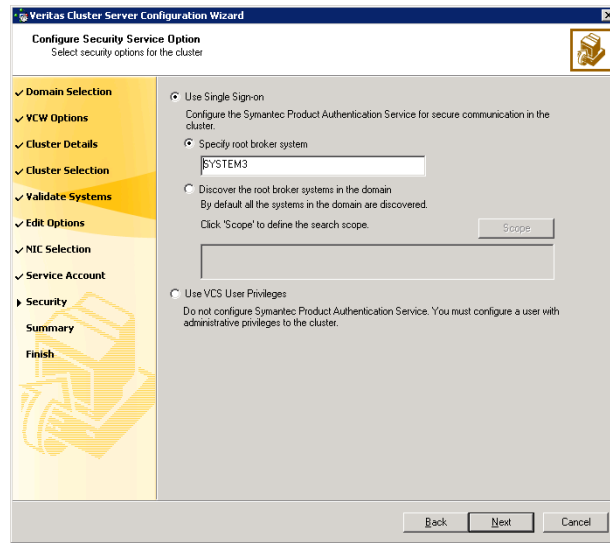 Veritas Cluster Server Configuration Wizard
Configure Security Service Option
Select security options for the cluster
Domain Selection
VCW Options
Cluster Details
Cluster Selection
Validate Systems
Edit Options
NIC Selection
Service Account
Security
Summary
Finish
Use Single Sign-on
Configure the Symantec Product Authentication Service for secure communication in the
cluster.
Specify root broker system
SYSTEM3
Discover the root broker systems in the domain
By default all the systems in the domain are discovered.
Click 'Scope' to define the search scope.
Scope
Use VCS User Privileges
Do not configure Symantec Product Authentication Service. You must configure a user with
administrative privileges to the cluster.
Back
Next
Cancel